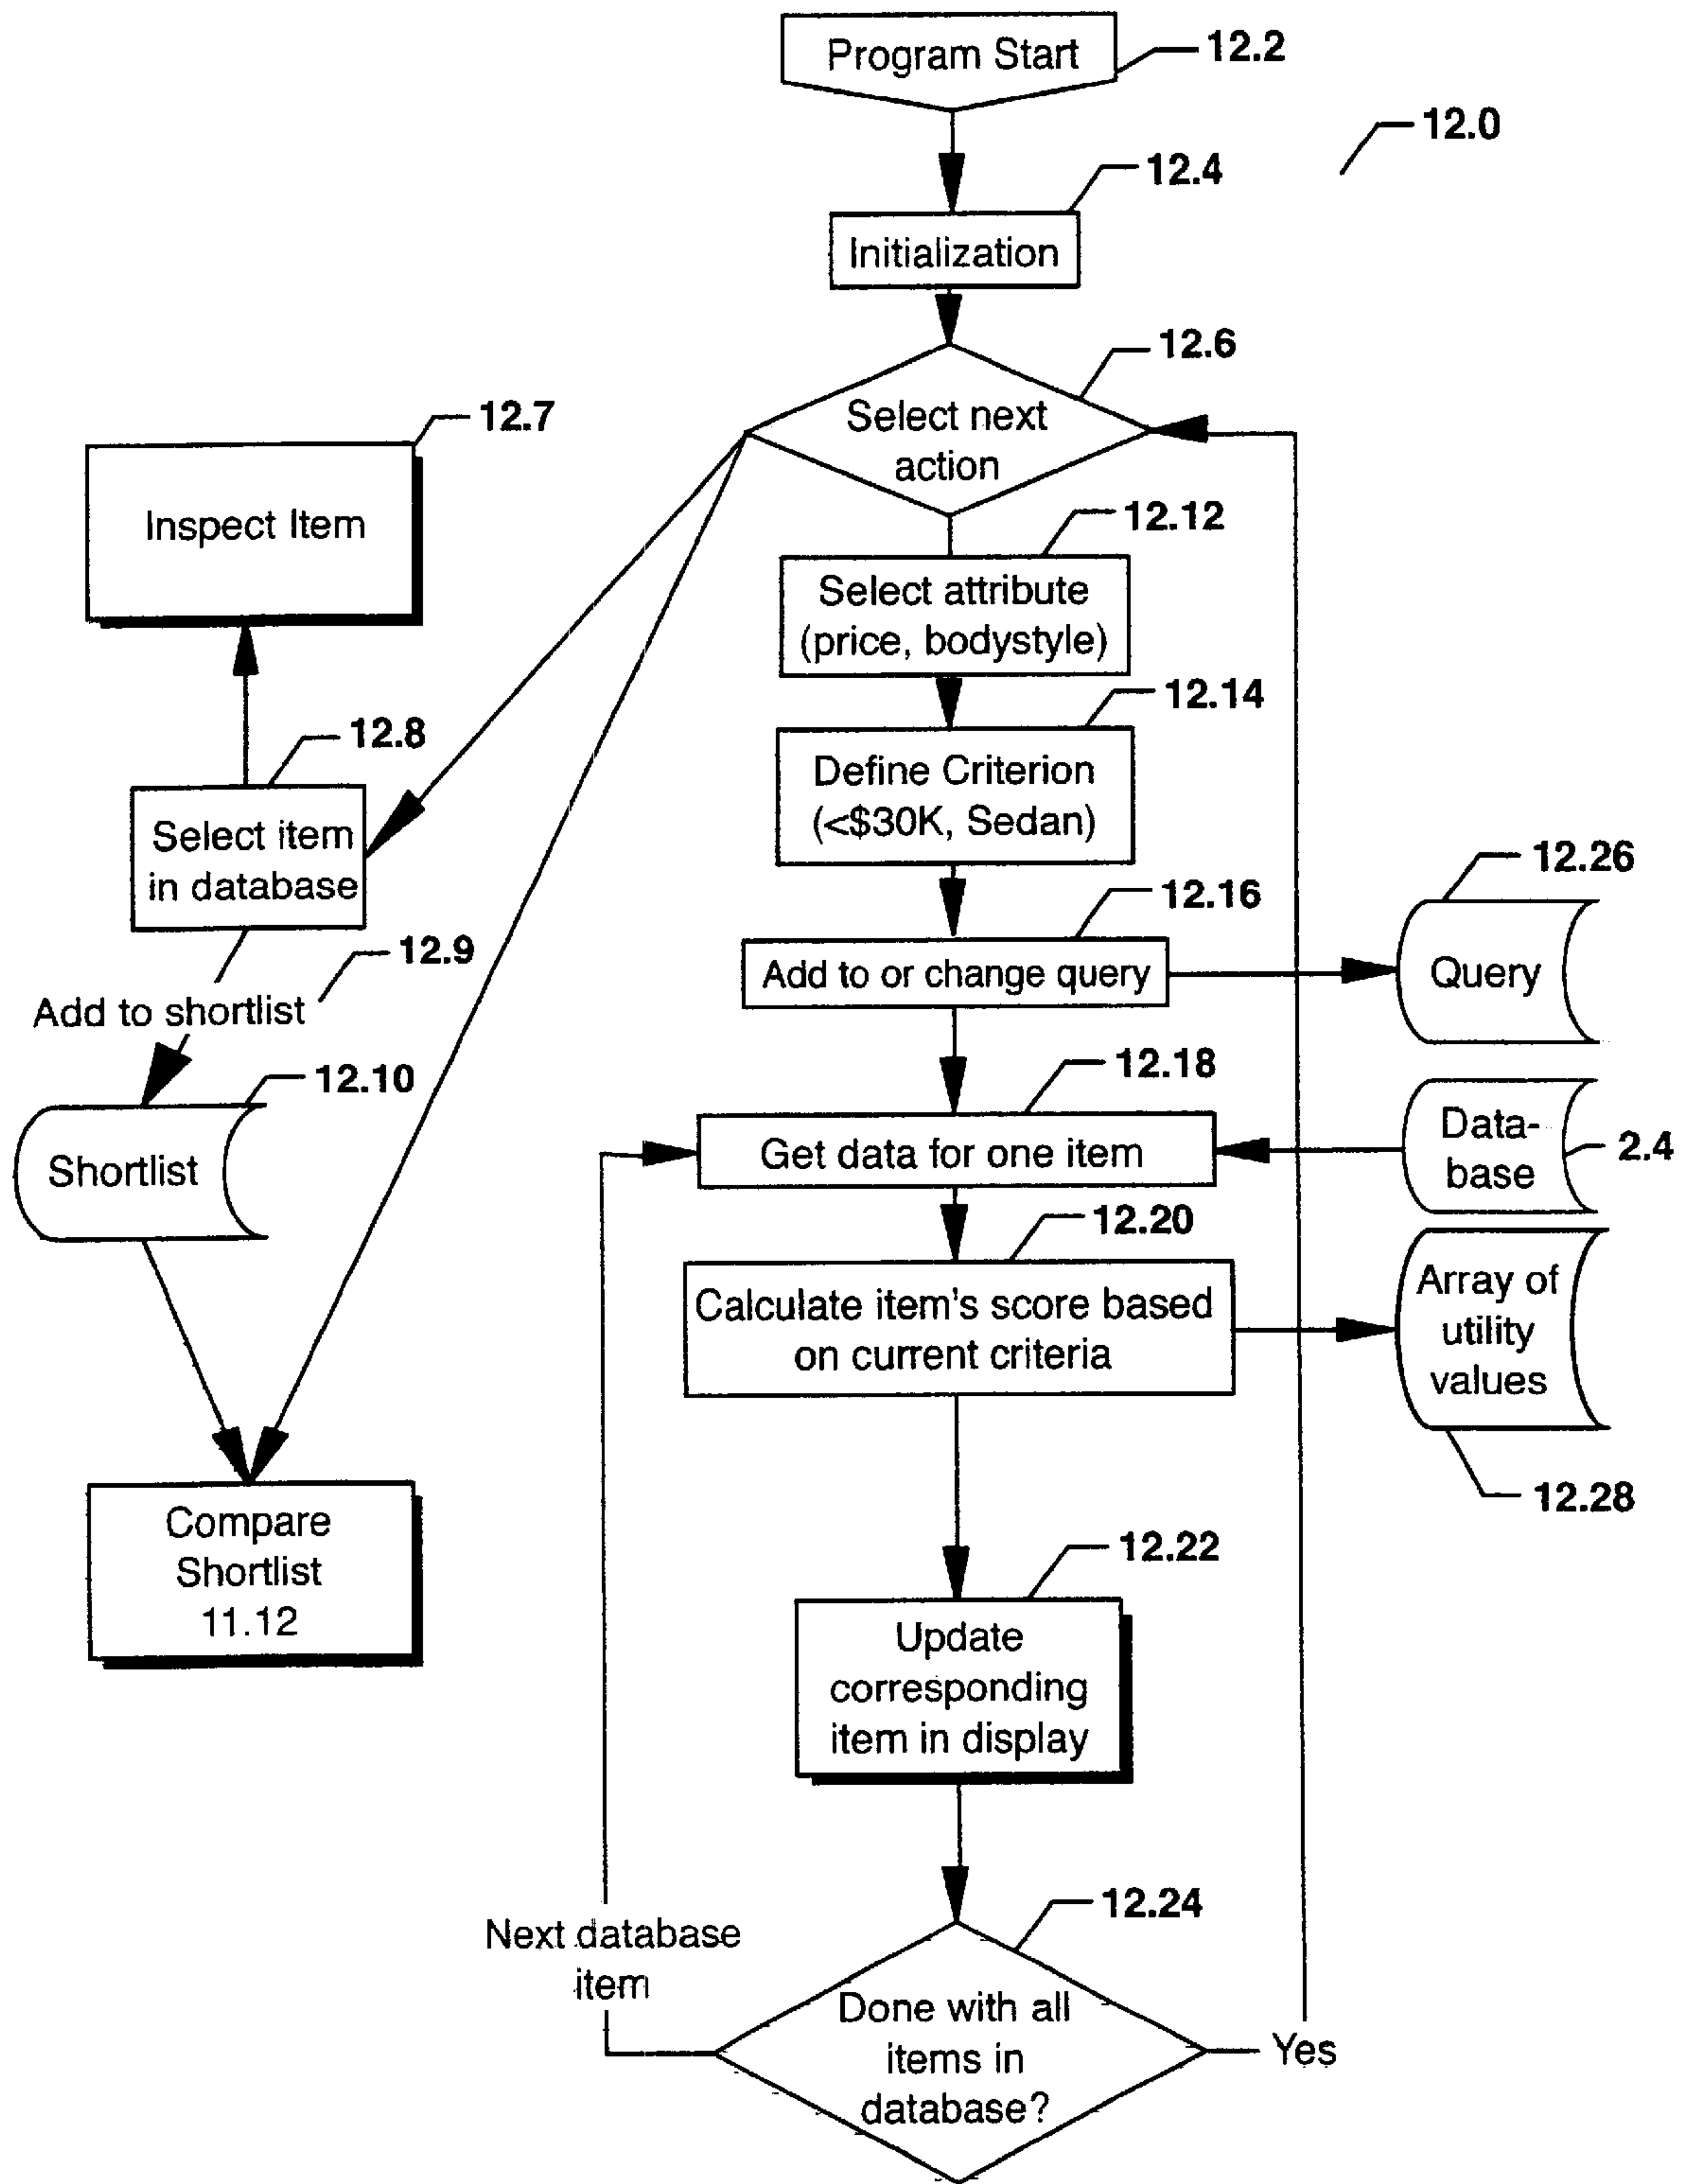 Program Start
12.2
12.0
12.4
Initialization
12.6
Select next
action
12.7
Inspect Item
12.12
Select attribute
(price, bodystyle)
12.14
Define Criterion
(<$30K, Sedan)
12.8
Select item
in database
12.9
Add to shortlist
12.10
Shortlist
12.16
Add to or change query
12.26
Query
12.18
Get data for one item
Data-
base
2.4
12.20
Calculate item's score based
on current criteria
Array of
utility
values
12.28
Compare
Shortlist
11.12
12.22
Update
corresponding
item in display
12.24
Next database
item
Done with all
items in
database?
Yes